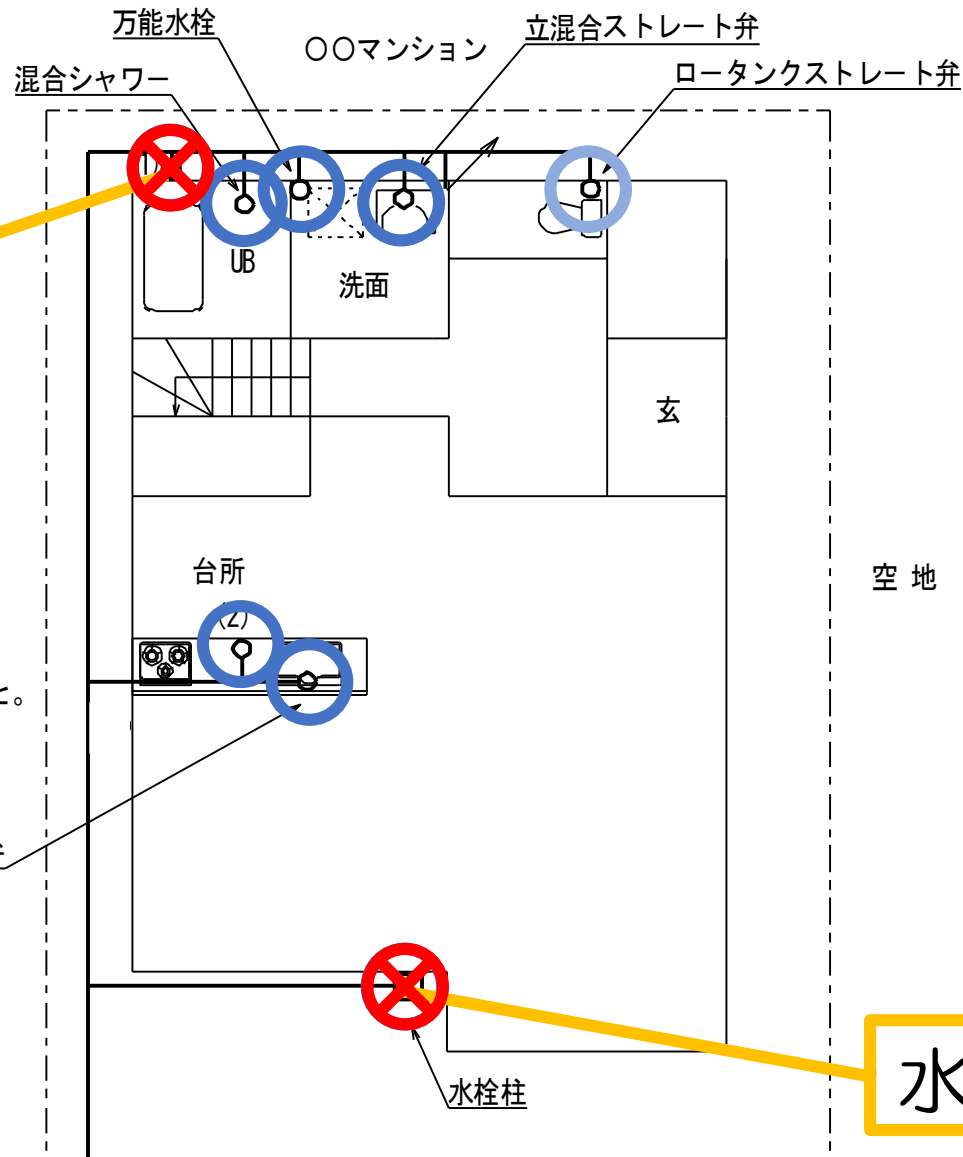 万能水栓
〇〇マンション
立混合ストレート弁
混合シャワー
ロータンクストレート弁
UB
洗面
玄
台所
(2)
空 地
と。
水栓柱
水